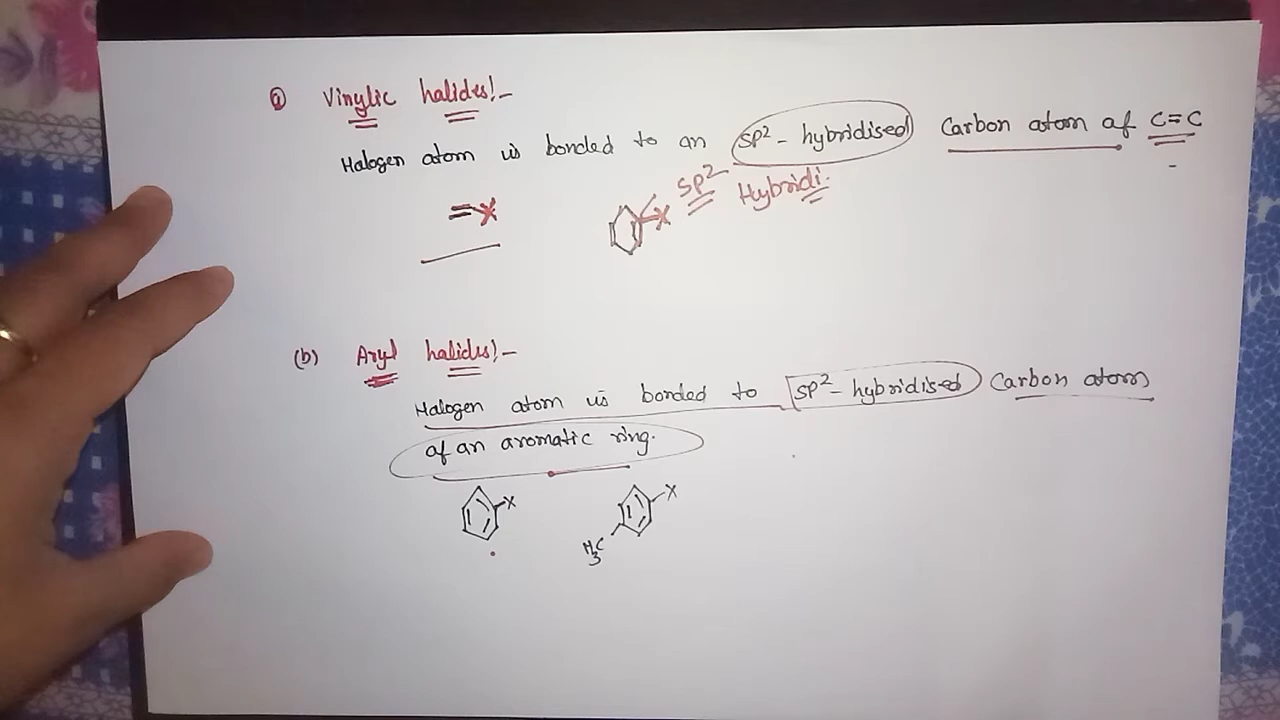 (a) Vinylic halides:-
Halogen atom is bonded to an SP²- hybridised Carbon atom of C=C
=X X SP² Hybridi.
(b) Aryl halides:-
Halogen atom is bonded to SP²- hybridised Carbon atom
of an aromatic ring.
X X
H₃C